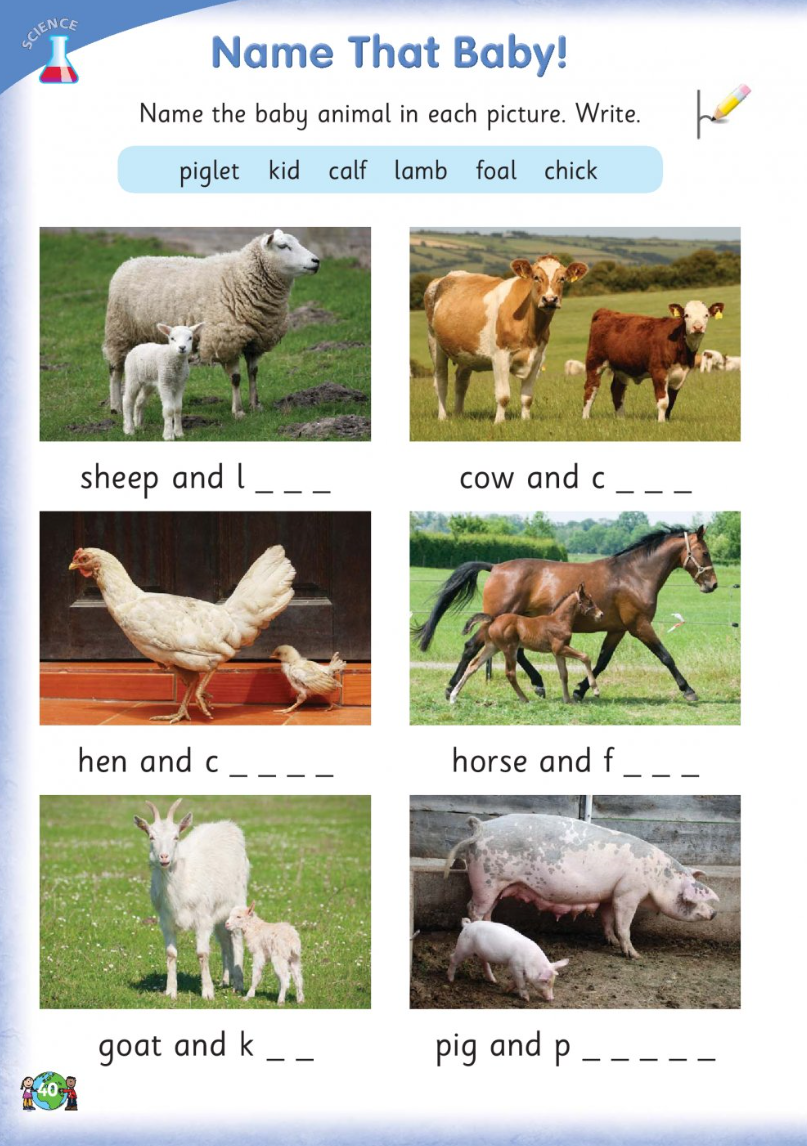 SCIENCE
Name That Baby!
Name the baby animal in each picture. Write.
piglet kid calf lamb foal chick
sheep and l _ _ _
cow and c _ _ _
hen and c _ _ _ _
horse and f _ _ _
goat and k _ _
pig and p _ _ _ _ _
40